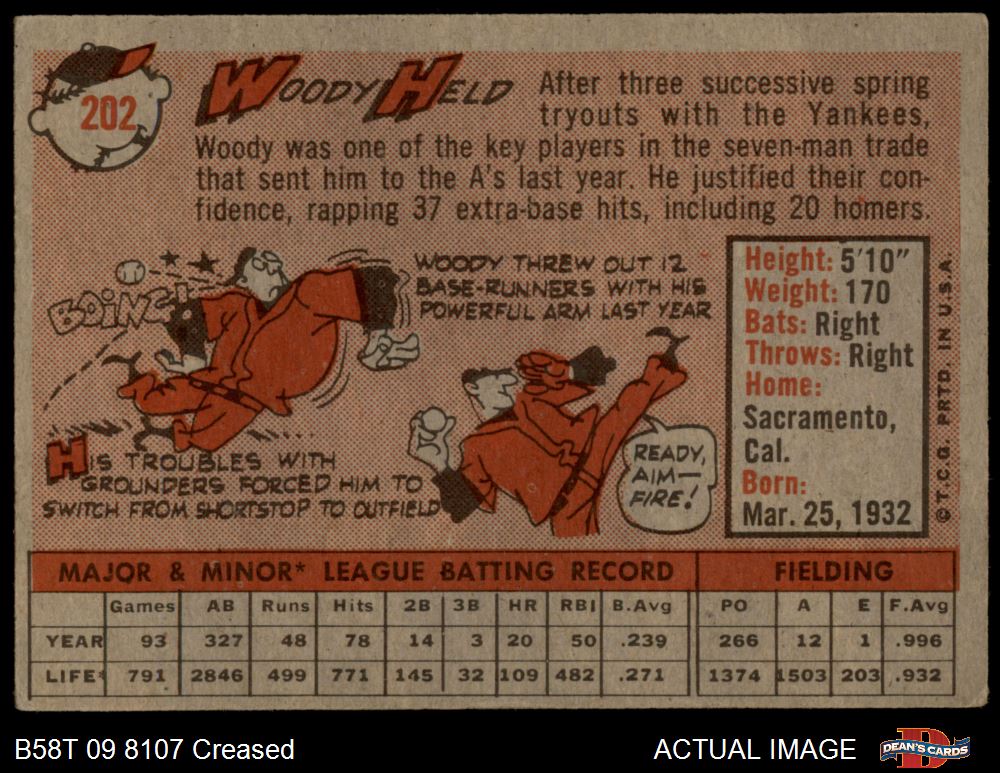 202
WOODY HELD
After three successive spring
tryouts with the Yankees,
Woody was one of the key players in the seven-man trade
that sent him to the A's last year. He justified their con-
fidence, rapping 37 extra-base hits, including 20 homers.
BOING!
WOODY THREW OUT 12
BASE-RUNNERS WITH HIS
POWERFUL ARM LAST YEAR
HIS TROUBLES WITH
GROUNDERS FORCED HIM TO
SWITCH FROM SHORTSTOP TO OUTFIELD
READY,
AIM—
FIRE!
Height: 5'10"
Weight: 170
Bats: Right
Throws: Right
Home:
Sacramento,
Cal.
Born:
Mar. 25, 1932
© T.C.G. PRTD. IN U.S.A.
MAJOR & MINOR* LEAGUE BATTING RECORD FIELDING
Games AB Runs Hits 2B 3B HR RBI B.Avg PO A E F.Avg
YEAR 93 327 48 78 14 3 20 50 .239 266 12 1 .996
LIFE* 791 2846 499 771 145 32 109 482 .271 1374 1503 203 .932
B58T 09 8107 Creased ACTUAL IMAGE
DEAN'S CARDS